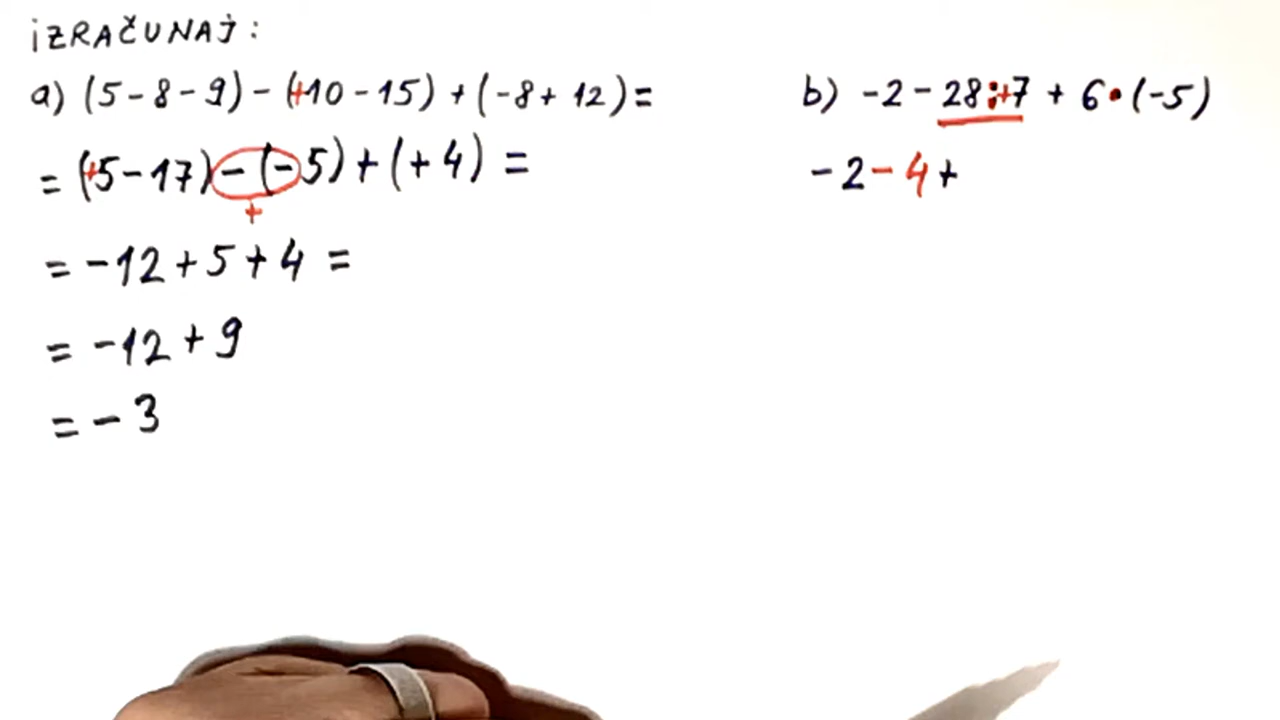 iZRAČUNAJ:
a) (5 - 8 - 9) - (+10 - 15) + (-8 + 12) =
= (+5 - 17) - (- 5) + (+ 4) =
+
= - 12 + 5 + 4 =
= - 12 + 9
= - 3
b) - 2 - 28 : +7 + 6 • (-5)
- 2 - 4 +